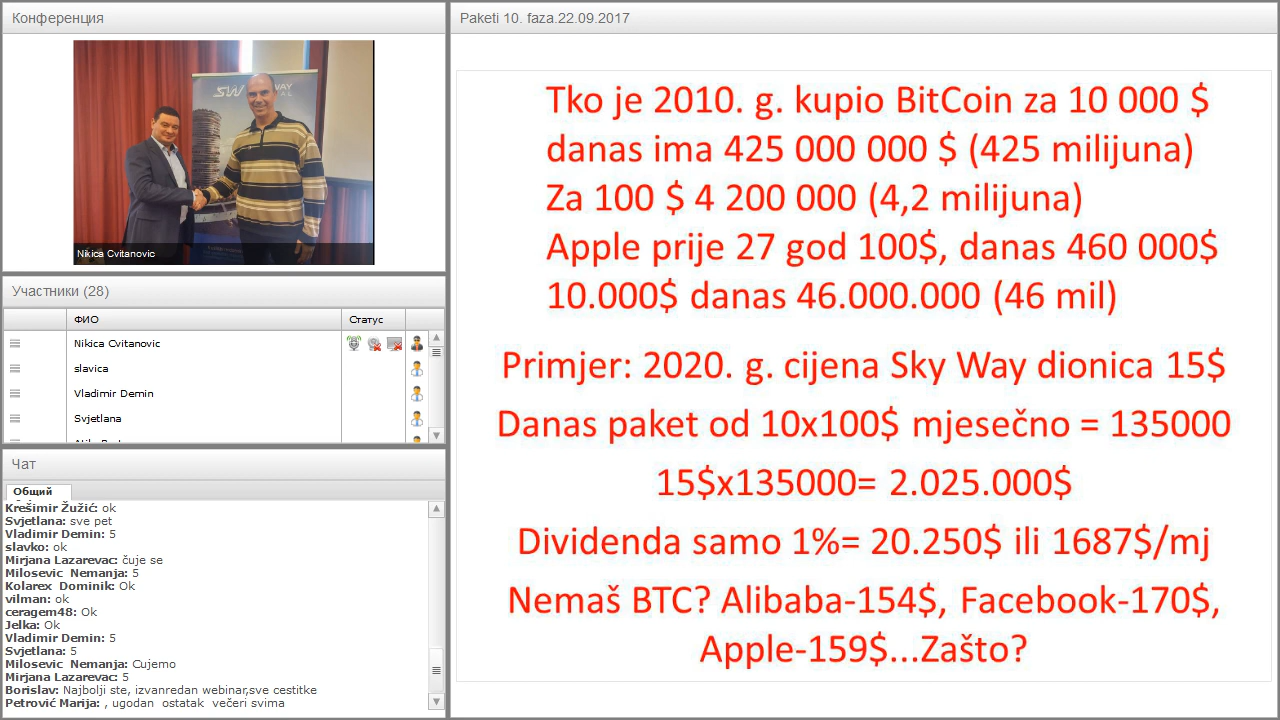 Конференция
Nikica Cvitanovic
Участники (28)
ФИО
Статус
Nikica Cvitanovic
slavica
Vladimir Demin
Svjetlana
Чат
Общий
Krešimir Žužić: ok
Svjetlana: sve pet
Vladimir Demin: 5
slavko: ok
Mirjana Lazarevac: čuje se
Milosevic Nemanja: 5
Kolarex Dominik: Ok
vilman: ok
ceragem48: Ok
Jelka: Ok
Vladimir Demin: 5
Svjetlana: 5
Milosevic Nemanja: Cujemo
Mirjana Lazarevac: 5
Borislav: Najbolji ste, izvanredan webinar,sve cestitke
Petrović Marija: , ugodan ostatak večeri svima
Paketi 10. faza.22.09.2017
Tko je 2010. g. kupio BitCoin za 10 000 $
danas ima 425 000 000 $ (425 milijuna)
Za 100 $ 4 200 000 (4,2 milijuna)
Apple prije 27 god 100$, danas 460 000$
10.000$ danas 46.000.000 (46 mil)
Primjer: 2020. g. cijena Sky Way dionica 15$
Danas paket od 10x100$ mjesečno = 135000
15$x135000= 2.025.000$
Dividenda samo 1%= 20.250$ ili 1687$/mj
Nemaš BTC? Alibaba-154$, Facebook-170$,
Apple-159$...Zašto?